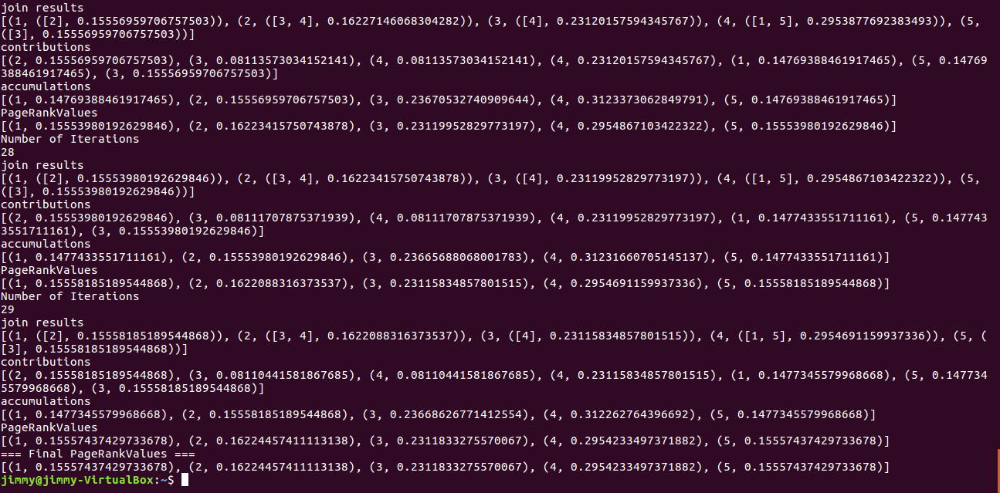 join results
[(1, ([2], 0.15556959706757503)), (2, ([3, 4], 0.16227146068304282)), (3, ([4], 0.23120157594345767)), (4, ([1, 5], 0.2953877692383493)), (5,
([3], 0.15556959706757503))]
contributions
[(2, 0.15556959706757503), (3, 0.08113573034152141), (4, 0.08113573034152141), (4, 0.23120157594345767), (1, 0.14769388461917465), (5, 0.14769
388461917465), (3, 0.15556959706757503)]
accumulations
[(1, 0.14769388461917465), (2, 0.15556959706757503), (3, 0.23670532740909644), (4, 0.3123373062849791), (5, 0.14769388461917465)]
PageRankValues
[(1, 0.15553980192629846), (2, 0.16223415750743878), (3, 0.23119952829773197), (4, 0.2954867103422322), (5, 0.15553980192629846)]
Number of Iterations
28
join results
[(1, ([2], 0.15553980192629846)), (2, ([3, 4], 0.16223415750743878)), (3, ([4], 0.23119952829773197)), (4, ([1, 5], 0.2954867103422322)), (5,
([3], 0.15553980192629846))]
contributions
[(2, 0.15553980192629846), (3, 0.08111707875371939), (4, 0.08111707875371939), (4, 0.23119952829773197), (1, 0.1477433551711161), (5, 0.147743
3551711161), (3, 0.15553980192629846)]
accumulations
[(1, 0.1477433551711161), (2, 0.15553980192629846), (3, 0.23665688068001783), (4, 0.31231660705145137), (5, 0.1477433551711161)]
PageRankValues
[(1, 0.15558185189544868), (2, 0.1622088316373537), (3, 0.23115834857801515), (4, 0.2954691159937336), (5, 0.15558185189544868)]
Number of Iterations
29
join results
[(1, ([2], 0.15558185189544868)), (2, ([3, 4], 0.1622088316373537)), (3, ([4], 0.23115834857801515)), (4, ([1, 5], 0.2954691159937336)), (5, (
[3], 0.15558185189544868))]
contributions
[(2, 0.15558185189544868), (3, 0.08110441581867685), (4, 0.08110441581867685), (4, 0.23115834857801515), (1, 0.1477345579968668), (5, 0.147734
5579968668), (3, 0.15558185189544868)]
accumulations
[(1, 0.1477345579968668), (2, 0.15558185189544868), (3, 0.23668626771412554), (4, 0.312262764396692), (5, 0.1477345579968668)]
PageRankValues
[(1, 0.15557437429733678), (2, 0.16224457411113138), (3, 0.2311833275570067), (4, 0.2954233497371882), (5, 0.15557437429733678)]
=== Final PageRankValues ===
[(1, 0.15557437429733678), (2, 0.16224457411113138), (3, 0.2311833275570067), (4, 0.2954233497371882), (5, 0.15557437429733678)]
jimmy@jimmy-VirtualBox:~$